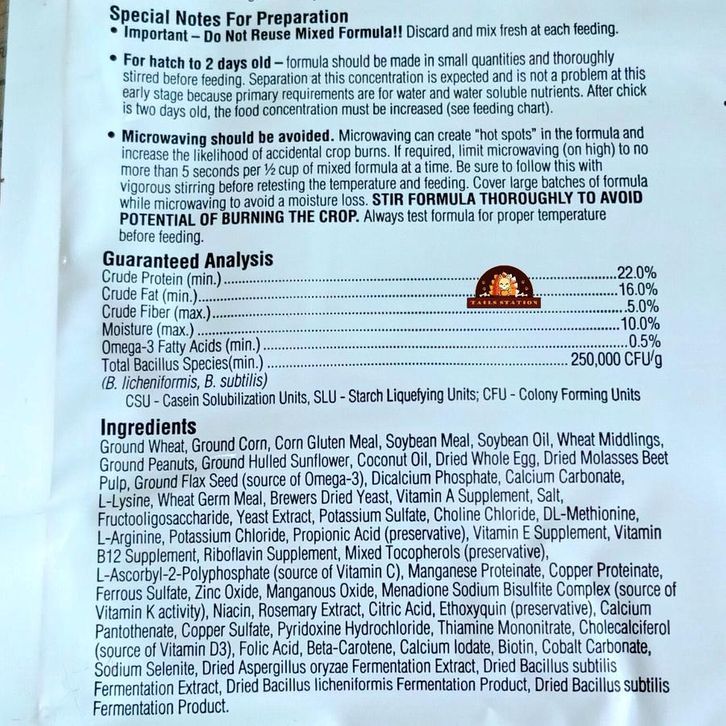 Special Notes For Preparation
• Important – Do Not Reuse Mixed Formula!! Discard and mix fresh at each feeding.
• For hatch to 2 days old – formula should be made in small quantities and thoroughly
stirred before feeding. Separation at this concentration is expected and is not a problem at this
early stage because primary requirements are for water and water soluble nutrients. After chick
is two days old, the food concentration must be increased (see feeding chart).
• Microwaving should be avoided. Microwaving can create "hot spots" in the formula and
increase the likelihood of accidental crop burns. If required, limit microwaving (on high) to no
more than 5 seconds per ½ cup of mixed formula at a time. Be sure to follow this with
vigorous stirring before retesting the temperature and feeding. Cover large batches of formula
while microwaving to avoid a moisture loss. STIR FORMULA THOROUGHLY TO AVOID
POTENTIAL OF BURNING THE CROP. Always test formula for proper temperature
before feeding.
Guaranteed Analysis
Crude Protein (min.)....22.0%
Crude Fat (min.)....16.0%
Crude Fiber (max.)....5.0%
Moisture (max.)....10.0%
Omega-3 Fatty Acids (min.)....0.5%
Total Bacillus Species(min.)....250,000 CFU/g
(B. licheniformis, B. subtilis)
CSU - Casein Solubilization Units, SLU - Starch Liquefying Units; CFU - Colony Forming Units
TAILS STATION
Ingredients
Ground Wheat, Ground Corn, Corn Gluten Meal, Soybean Meal, Soybean Oil, Wheat Middlings,
Ground Peanuts, Ground Hulled Sunflower, Coconut Oil, Dried Whole Egg, Dried Molasses Beet
Pulp, Ground Flax Seed (source of Omega-3), Dicalcium Phosphate, Calcium Carbonate,
L-Lysine, Wheat Germ Meal, Brewers Dried Yeast, Vitamin A Supplement, Salt,
Fructooligosaccharide, Yeast Extract, Potassium Sulfate, Choline Chloride, DL-Methionine,
L-Arginine, Potassium Chloride, Propionic Acid (preservative), Vitamin E Supplement, Vitamin
B12 Supplement, Riboflavin Supplement, Mixed Tocopherols (preservative),
L-Ascorbyl-2-Polyphosphate (source of Vitamin C), Manganese Proteinate, Copper Proteinate,
Ferrous Sulfate, Zinc Oxide, Manganous Oxide, Menadione Sodium Bisulfite Complex (source of
Vitamin K activity), Niacin, Rosemary Extract, Citric Acid, Ethoxyquin (preservative), Calcium
Pantothenate, Copper Sulfate, Pyridoxine Hydrochloride, Thiamine Mononitrate, Cholecalciferol
(source of Vitamin D3), Folic Acid, Beta-Carotene, Calcium Iodate, Biotin, Cobalt Carbonate,
Sodium Selenite, Dried Aspergillus oryzae Fermentation Extract, Dried Bacillus subtilis
Fermentation Extract, Dried Bacillus licheniformis Fermentation Product, Dried Bacillus subtilis
Fermentation Product.